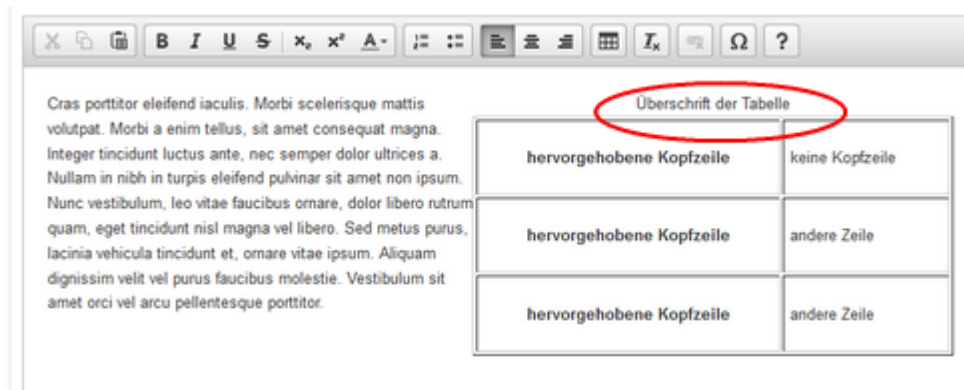 B I U S x₂ x² A Ix Ω ?
Cras porttitor eleifend iaculis. Morbi scelerisque mattis
volutpat. Morbi a enim tellus, sit amet consequat magna.
Integer tincidunt luctus ante, nec semper dolor ultrices a.
Nullam in nibh in turpis eleifend pulvinar sit amet non ipsum.
Nunc vestibulum, leo vitae faucibus ornare, dolor libero rutrum
quam, eget tincidunt nisl magna vel libero. Sed metus purus,
lacinia vehicula tincidunt et, ornare vitae ipsum. Aliquam
dignissim velit vel purus faucibus molestie. Vestibulum sit
amet orci vel arcu pellentesque porttitor.
Überschrift der Tabelle
hervorgehobene Kopfzeile keine Kopfzeile
hervorgehobene Kopfzeile andere Zeile
hervorgehobene Kopfzeile andere Zeile